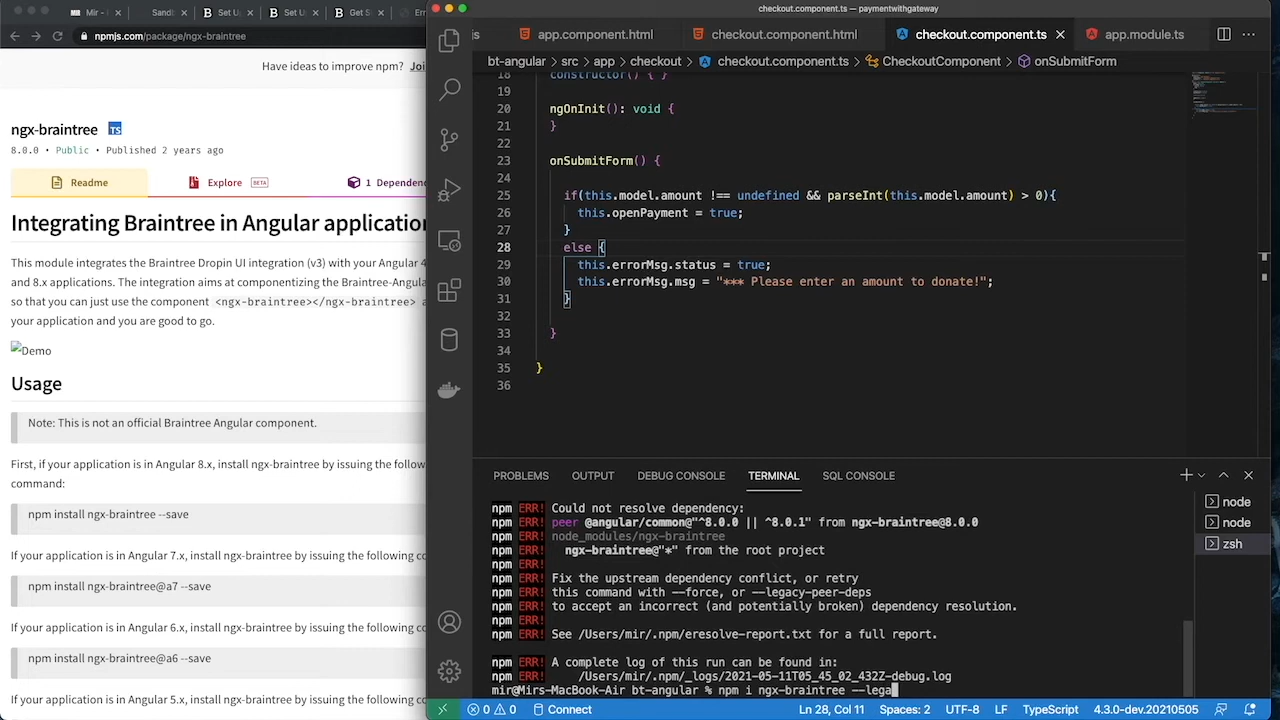 Mir -
Sandb
Set U
Set U
Get S
Er
npmjs.com/package/ngx-braintree
Have ideas to improve npm? Joi
ngx-braintree TS
8.0.0 • Public • Published 2 years ago
Readme
Explore BETA
1 Dependen
Integrating Braintree in Angular application
This module integrates the Braintree Dropin UI integration (v3) with your Angular 4
and 8.x applications. The integration aims at componentizing the Braintree-Angula
so that you can just use the component <ngx-braintree></ngx-braintree> a
your application and you are good to go.
Demo
Usage
Note: This is not an official Braintree Angular component.
First, if your application is in Angular 8.x, install ngx-braintree by issuing the follow
command:
npm install ngx-braintree --save
If your application is in Angular 7.x, install ngx-braintree by issuing the following co
npm install ngx-braintree@a7 --save
If your application is in Angular 6.x, install ngx-braintree by issuing the following co
npm install ngx-braintree@a6 --save
If your application is in Angular 5.x, install ngx-braintree by issuing the following co
checkout.component.ts — paymentwithgateway
js
app.component.html
checkout.component.html
checkout.component.ts
app.module.ts
bt-angular > src > app > checkout > checkout.component.ts > CheckoutComponent > onSubmitForm
18 constructor() { }
19
20 ngOnInit(): void {
21 }
22
23 onSubmitForm() {
24
25 if(this.model.amount !== undefined && parseInt(this.model.amount) > 0){
26 this.openPayment = true;
27 }
28 else {
29 this.errorMsg.status = true;
30 this.errorMsg.msg = "*** Please enter an amount to donate!";
31 }
32
33 }
34
35 }
36
PROBLEMS OUTPUT DEBUG CONSOLE TERMINAL SQL CONSOLE
npm ERR! Could not resolve dependency:
npm ERR! peer @angular/common@"^8.0.0 || ^8.0.1" from ngx-braintree@8.0.0
npm ERR! node_modules/ngx-braintree
npm ERR! ngx-braintree@"*" from the root project
npm ERR!
npm ERR! Fix the upstream dependency conflict, or retry
npm ERR! this command with --force, or --legacy-peer-deps
npm ERR! to accept an incorrect (and potentially broken) dependency resolution.
npm ERR!
npm ERR! See /Users/mir/.npm/eresolve-report.txt for a full report.
npm ERR! A complete log of this run can be found in:
npm ERR! /Users/mir/.npm/_logs/2021-05-11T05_45_02_432Z-debug.log
mir@Mirs-MacBook-Air bt-angular % npm i ngx-braintree --lega
node
node
zsh
0 0 Connect Ln 28, Col 11 Spaces: 2 UTF-8 LF TypeScript 4.3.0-dev.20210505